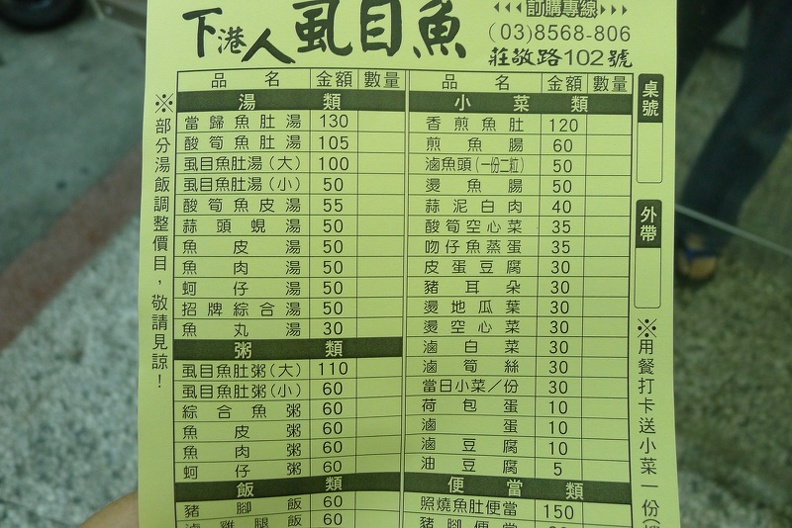 下港人虱目魚
訂購專線
(03)8568-806
莊敬路102號
品名 金額 數量
湯類
當歸魚肚湯 130
酸筍魚肚湯 105
虱目魚肚湯(大) 100
虱目魚肚湯(小) 50
酸筍魚皮湯 55
蒜頭蜆湯 50
魚皮湯 50
魚肉湯 50
蚵仔湯 50
招牌綜合湯 50
魚丸湯 30
粥類
虱目魚肚粥(大) 110
虱目魚肚粥(小) 60
綜合魚粥 60
魚皮粥 60
魚肉粥 60
蚵仔粥 60
飯類
豬腳飯 60
滷雞腿飯
品名 金額 數量
小菜類
香煎魚肚 120
煎魚腸 60
滷魚頭(一份二粒) 50
燙魚腸 50
蒜泥白肉 40
酸筍空心菜 35
吻仔魚蒸蛋 35
皮蛋豆腐 30
豬耳朵 30
燙地瓜葉 30
燙空心菜 30
滷白菜 30
滷筍絲 30
當日小菜/份 30
荷包蛋 10
滷蛋 10
滷豆腐 10
油豆腐 5
便當類
照燒魚肚便當 150
豬腳便當
桌號
外帶
※用餐打卡送小菜一份
※部分湯飯調整價目,敬請見諒!